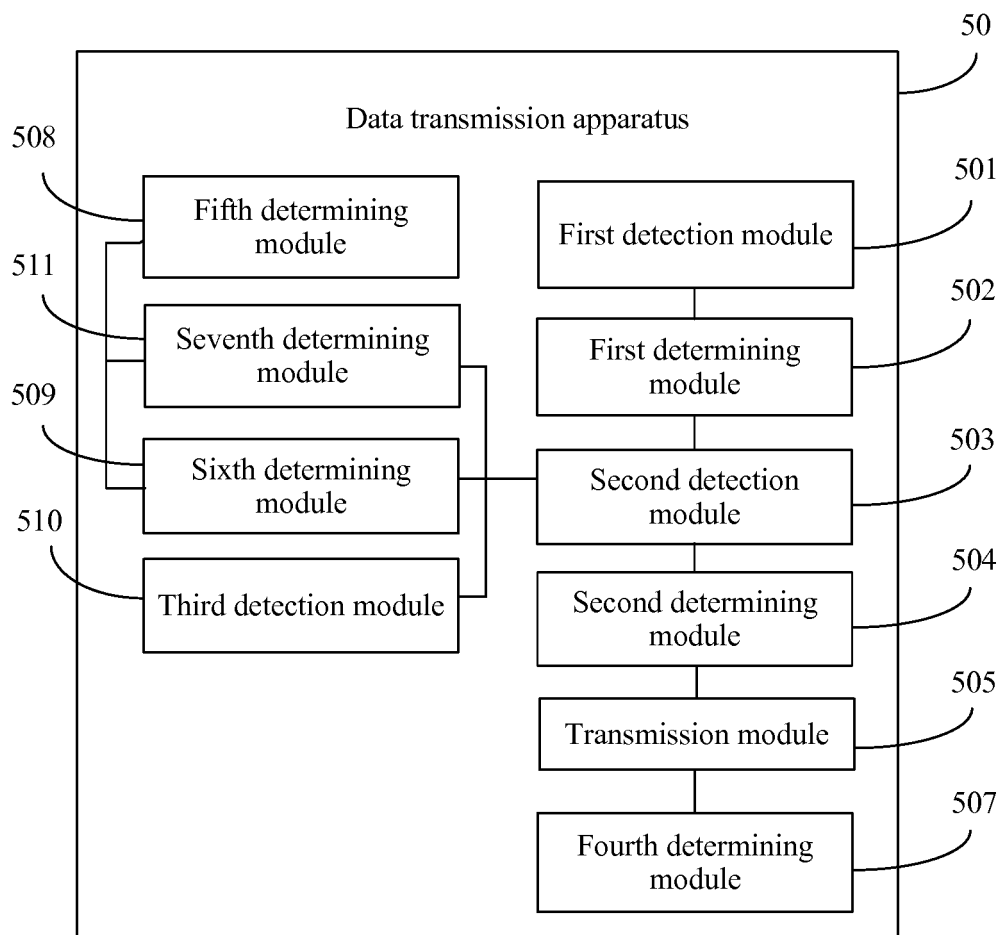 50
Data transmission apparatus
508
Fifth determining
module
501
First detection module
511
Seventh determining
module
502
First determining
module
509
Sixth determining
module
503
Second detection
module
510
Third detection module
504
Second determining
module
505
Transmission module
507
Fourth determining
module